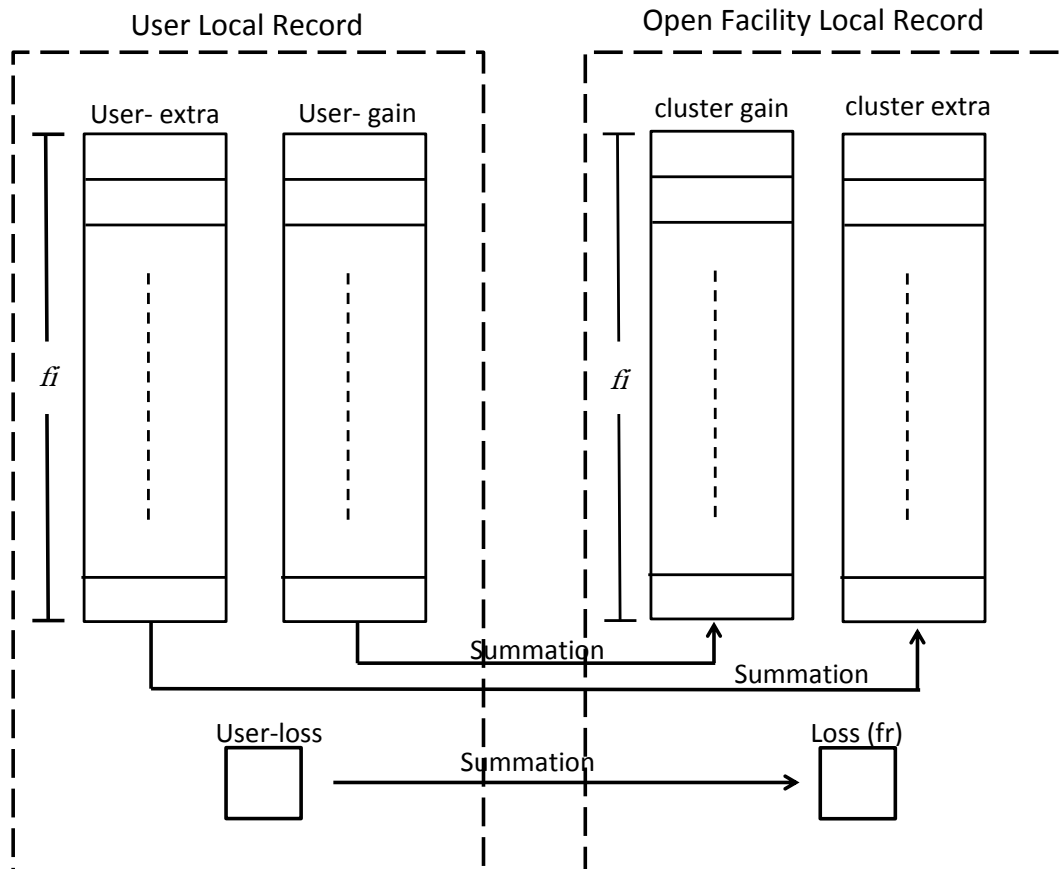 User Local Record
Open Facility Local Record
User- extra
User- gain
cluster gain
cluster extra
fi
fi
Summation
Summation
User-loss
Loss (fr)
Summation